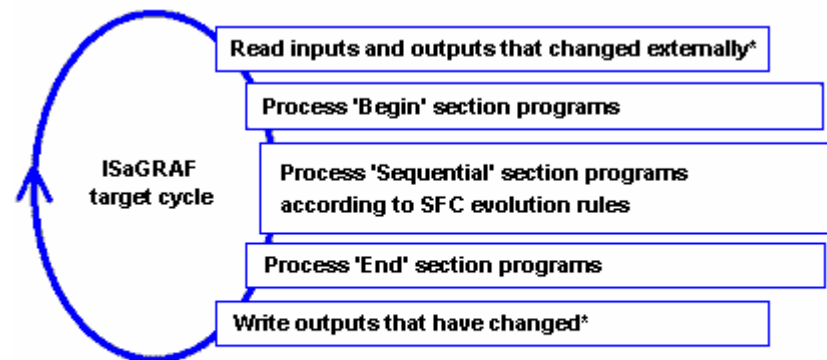 Read inputs and outputs that changed externally*
Process 'Begin' section programs
ISaGRAF
target cycle
Process 'Sequential' section programs
according to SFC evolution rules
Process 'End' section programs
Write outputs that have changed*